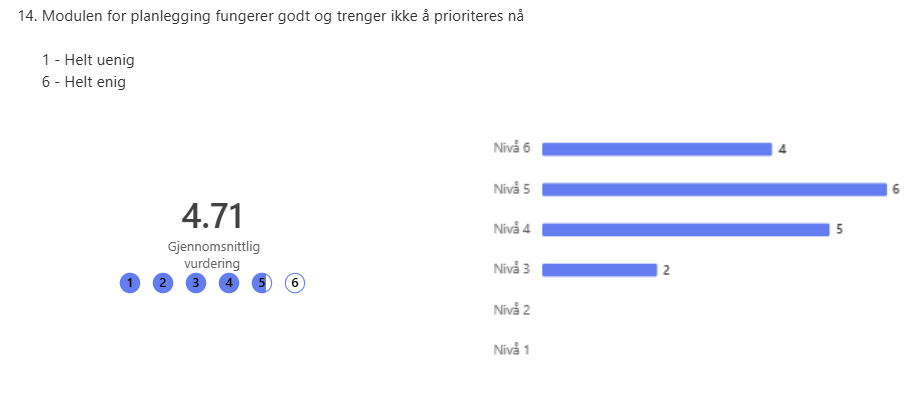 14. Modulen for planlegging fungerer godt og trenger ikke å prioriteres nå
1 - Helt uenig
6 - Helt enig
4.71
Gjennomsnittlig
vurdering
1 2 3 4 5 6
Nivå 6 4
Nivå 5 6
Nivå 4 5
Nivå 3 2
Nivå 2
Nivå 1